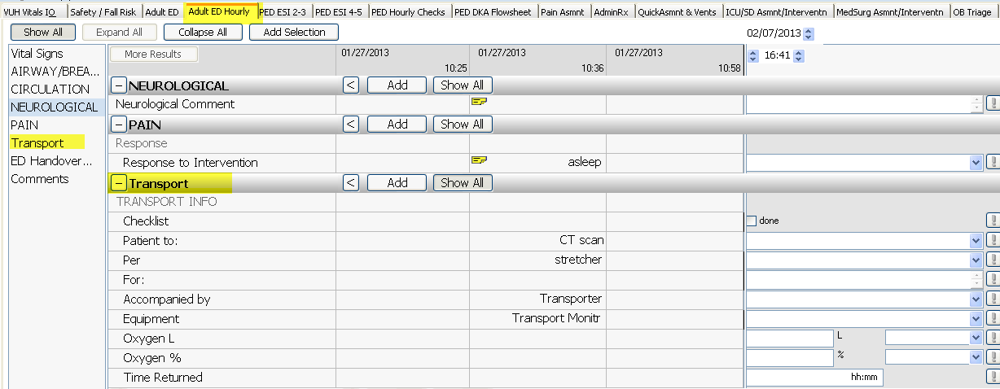 VUH Vitals IO Safety / Fall Risk Adult ED Adult ED Hourly PED ESI 2-3 PED ESI 4-5 PED Hourly Checks PED DKA Flowsheet Pain Asmnt AdminRx QuickAsmnt & Vents ICU/SD Asmnt/Interventn MedSurg Asmnt/Interventn OB Triage
Show All Expand All Collapse All Add Selection 02/07/2013
Vital Signs More Results 01/27/2013 01/27/2013 01/27/2013 16:41
AIRWAY/BREA... 10:25 10:36 10:58
CIRCULATION - NEUROLOGICAL < Add Show All
NEUROLOGICAL Neurological Comment !
PAIN - PAIN < Add Show All
Transport Response
ED Handover... Response to Intervention asleep !
Comments - Transport < Add Show All
TRANSPORT INFO
Checklist done !
Patient to: CT scan !
Per stretcher !
For: !
Accompanied by Transporter !
Equipment Transport Monitr !
Oxygen L L !
Oxygen % % !
Time Returned hh:mm !